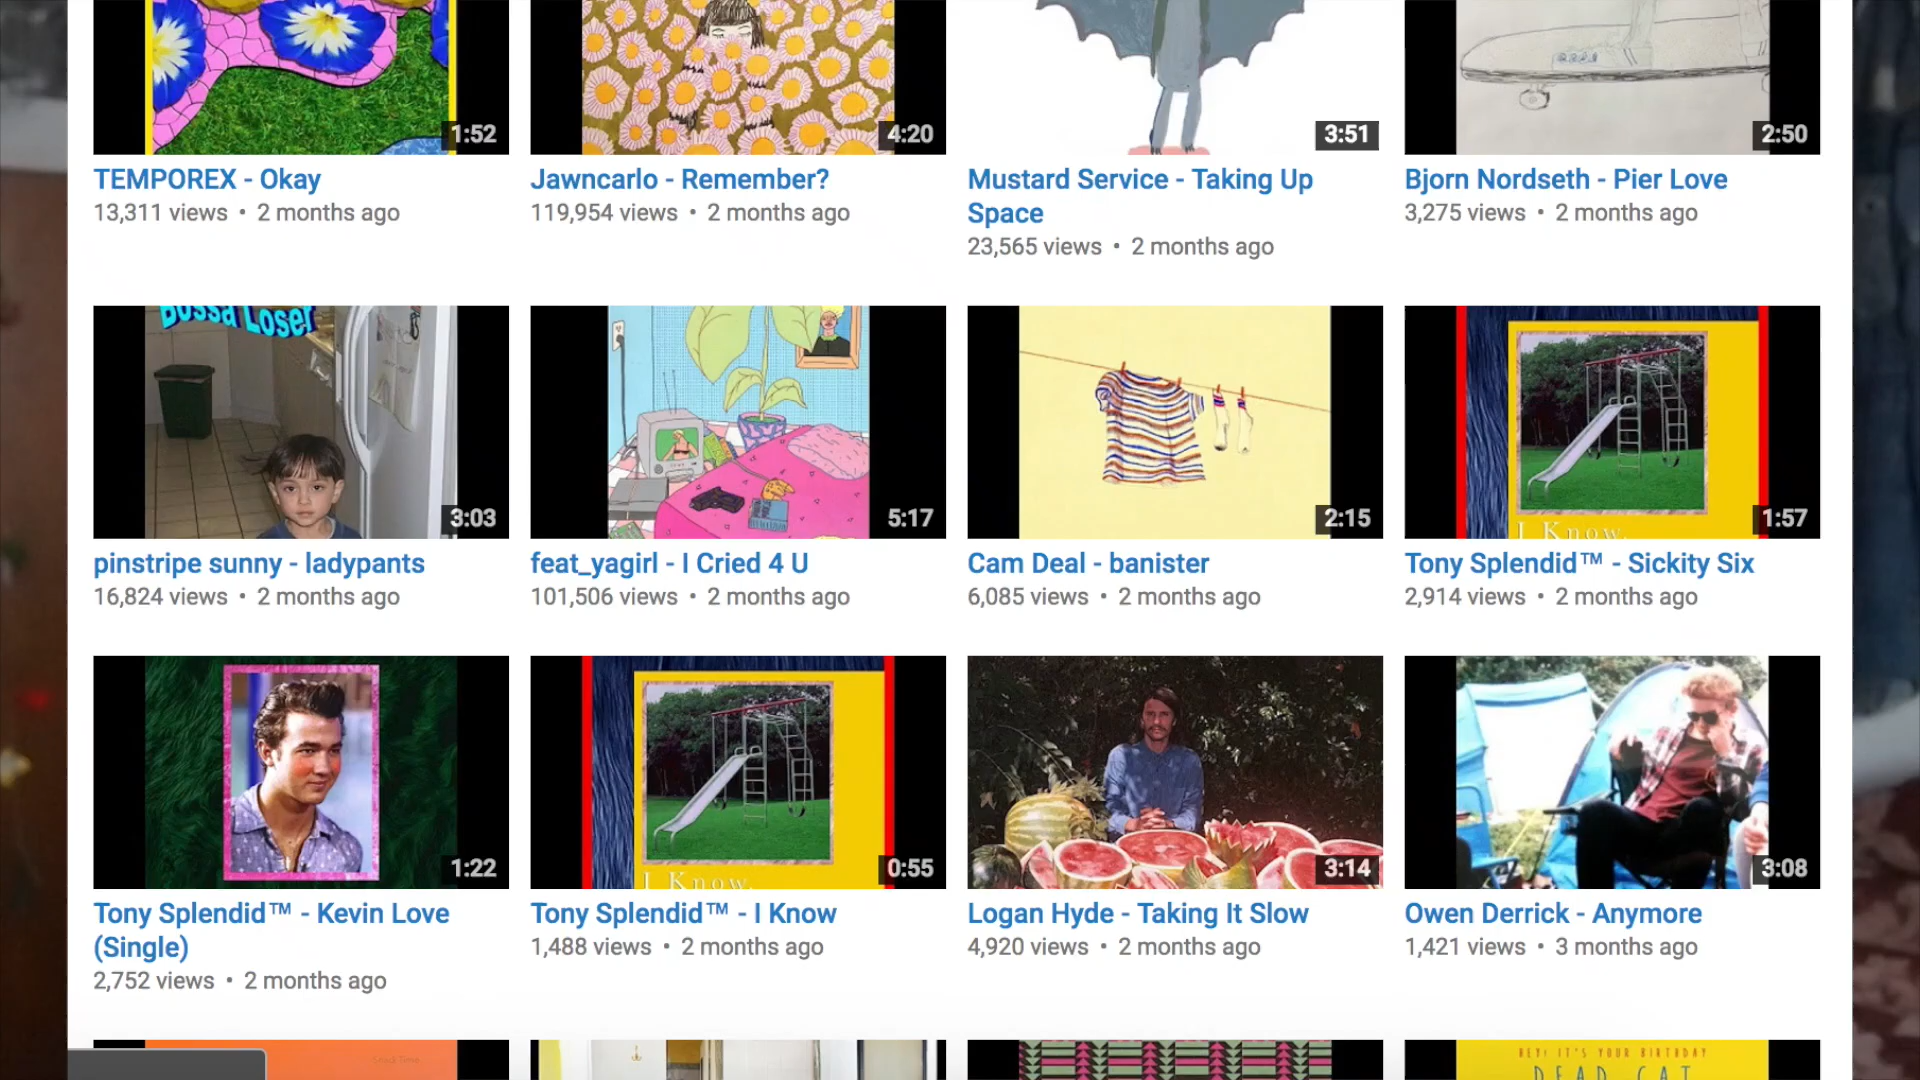 1:52
4:20
3:51
2:50
TEMPOREX - Okay
13,311 views • 2 months ago
Jawncarlo - Remember?
119,954 views • 2 months ago
Mustard Service - Taking Up
Space
23,565 views • 2 months ago
Bjorn Nordseth - Pier Love
3,275 views • 2 months ago
Bossa Loser
3:03
5:17
2:15
I Know.
1:57
pinstripe sunny - ladypants
16,824 views • 2 months ago
feat_yagirl - I Cried 4 U
101,506 views • 2 months ago
Cam Deal - banister
6,085 views • 2 months ago
Tony Splendid™ - Sickity Six
2,914 views • 2 months ago
1:22
I Know.
0:55
3:14
3:08
Tony Splendid™ - Kevin Love
(Single)
2,752 views • 2 months ago
Tony Splendid™ - I Know
1,488 views • 2 months ago
Logan Hyde - Taking It Slow
4,920 views • 2 months ago
Owen Derrick - Anymore
1,421 views • 3 months ago
HEY! IT'S YOUR BIRTHDAY
DEAD CAT